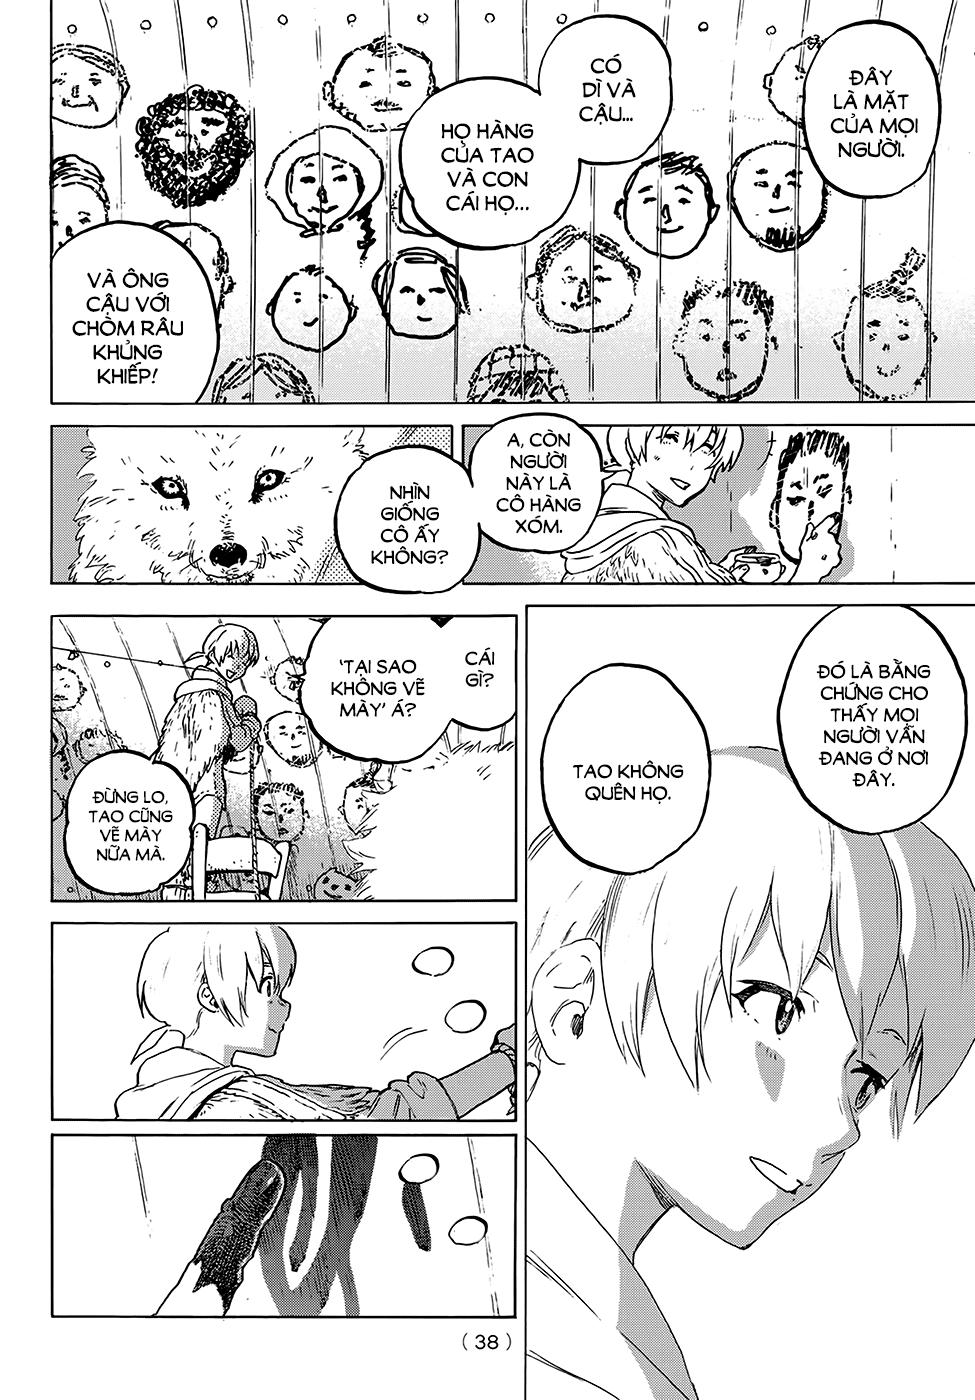 ĐÂY
LÀ MẶT
CỦA MỌI
NGƯỜI.
CÓ
DÌ VÀ
CẬU...
HỌ HÀNG
CỦA TAO
VÀ CON
CÁI HỌ...
VÀ ÔNG
CẬU VỚI
CHÒM RÂU
KHỦNG
KHIẾP!
A, CÒN
NGƯỜI
NÀY LÀ
CÔ HÀNG
XÓM.
NHÌN
GIỐNG
CÔ ẤY
KHÔNG?
ĐÓ LÀ BẰNG
CHỨNG CHO
THẤY MỌI
NGƯỜI VẪN
ĐANG Ở NƠI
ĐÂY.
TAO KHÔNG
QUÊN HỌ.
CÁI
GÌ?
'TẠI SAO
KHÔNG VẼ
MÀY' Á?
ĐỪNG LO,
TAO CŨNG
VẼ MÀY
NỮA MÀ.
( 38 )